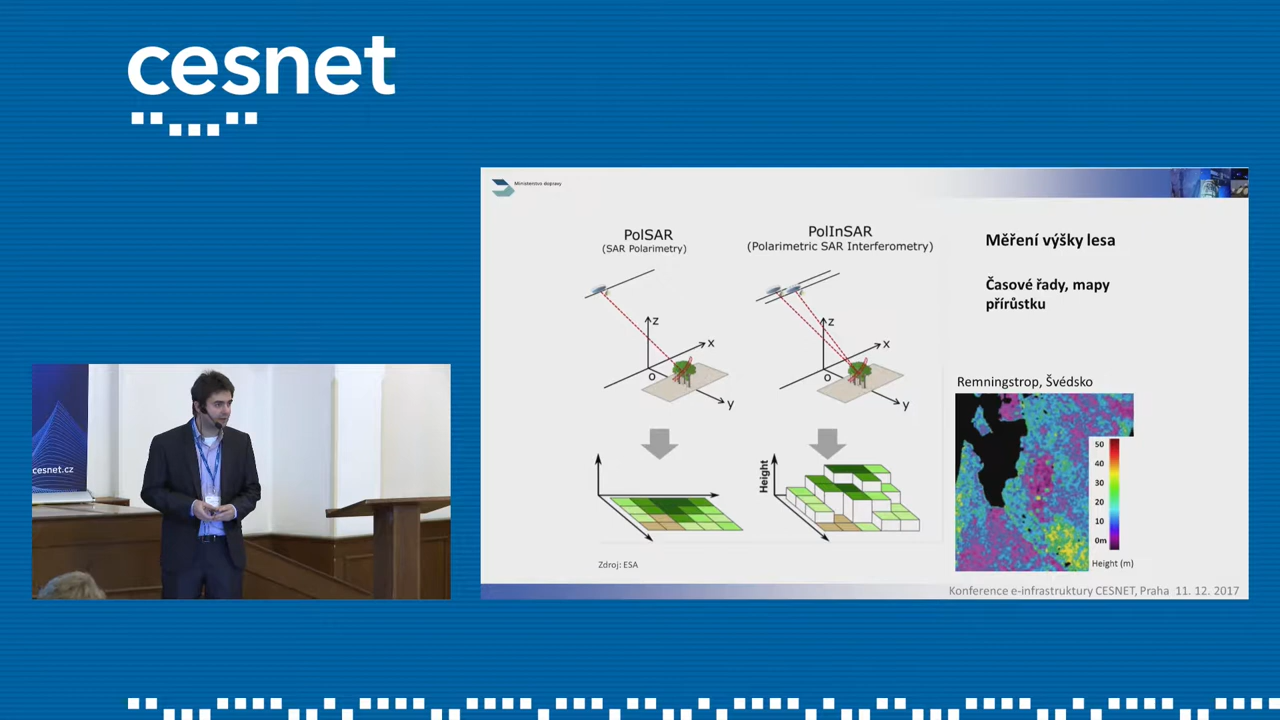 cesnet
Ministerstvo dopravy
PolSAR
(SAR Polarimetry)
PolInSAR
(Polarimetric SAR Interferometry)
Měření výšky lesa
Časové řady, mapy
přírůstku
z
x
o
y
z
x
o
y
Remningstrop, Švédsko
Height
50
40
30
20
10
0m
Height (m)
Zdroj: ESA
Konference e-infrastruktury CESNET, Praha 11. 12. 2017
cesnet.cz